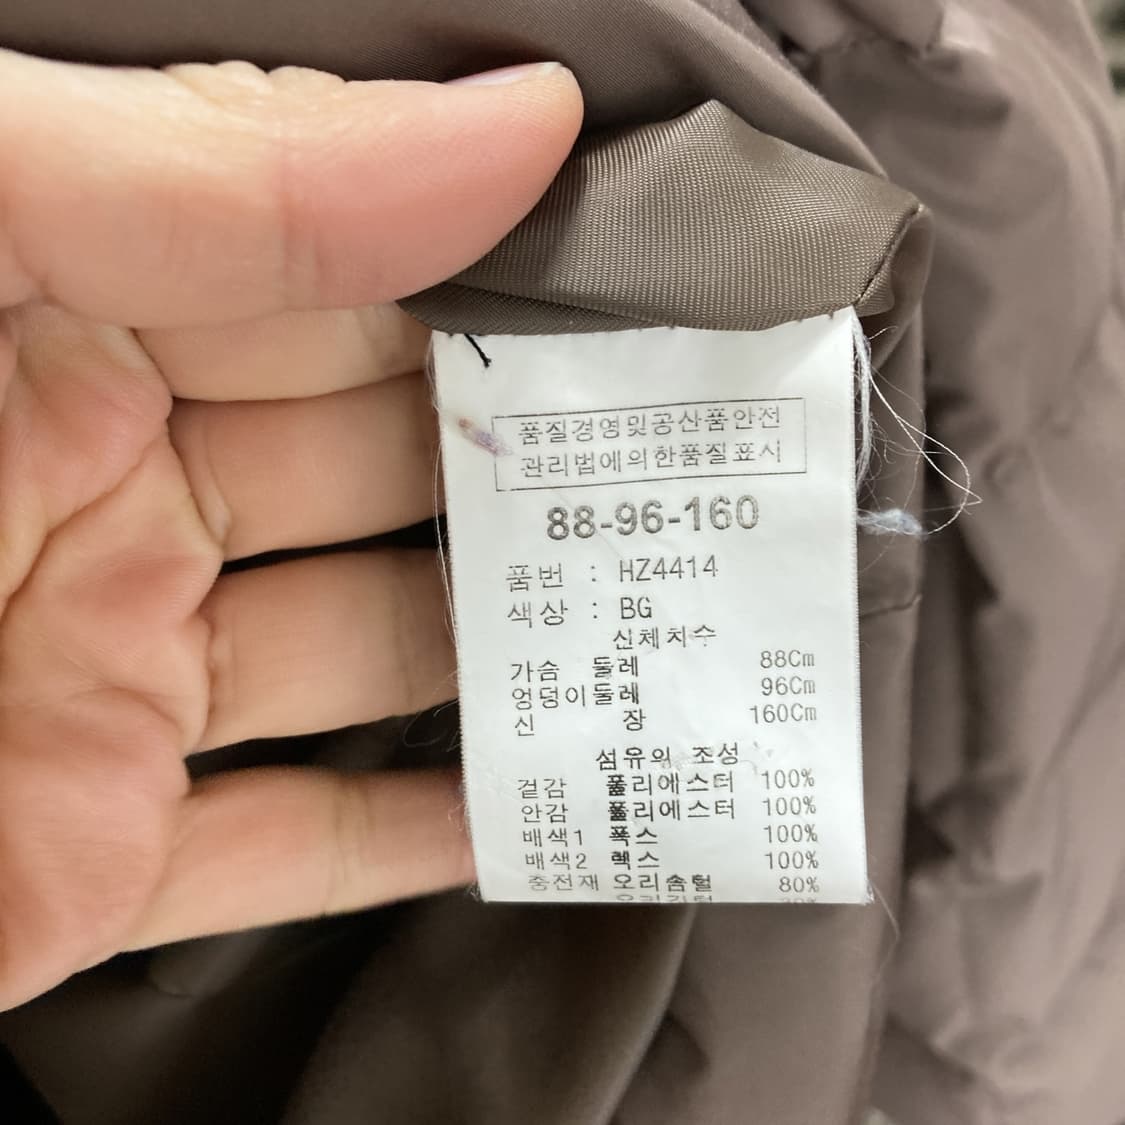 품질경영및공산품안전
관리법에의한품질표시
88-96-160
품번 : HZ4414
색상 : BG
신체치수
가슴 둘레 88Cm
엉덩이둘레 96Cm
신 장 160Cm
섬유의 조성
겉감 폴리에스터 100%
안감 폴리에스터 100%
배색1 폭스 100%
배색2 렉스 100%
충전재 오리솜털 80%